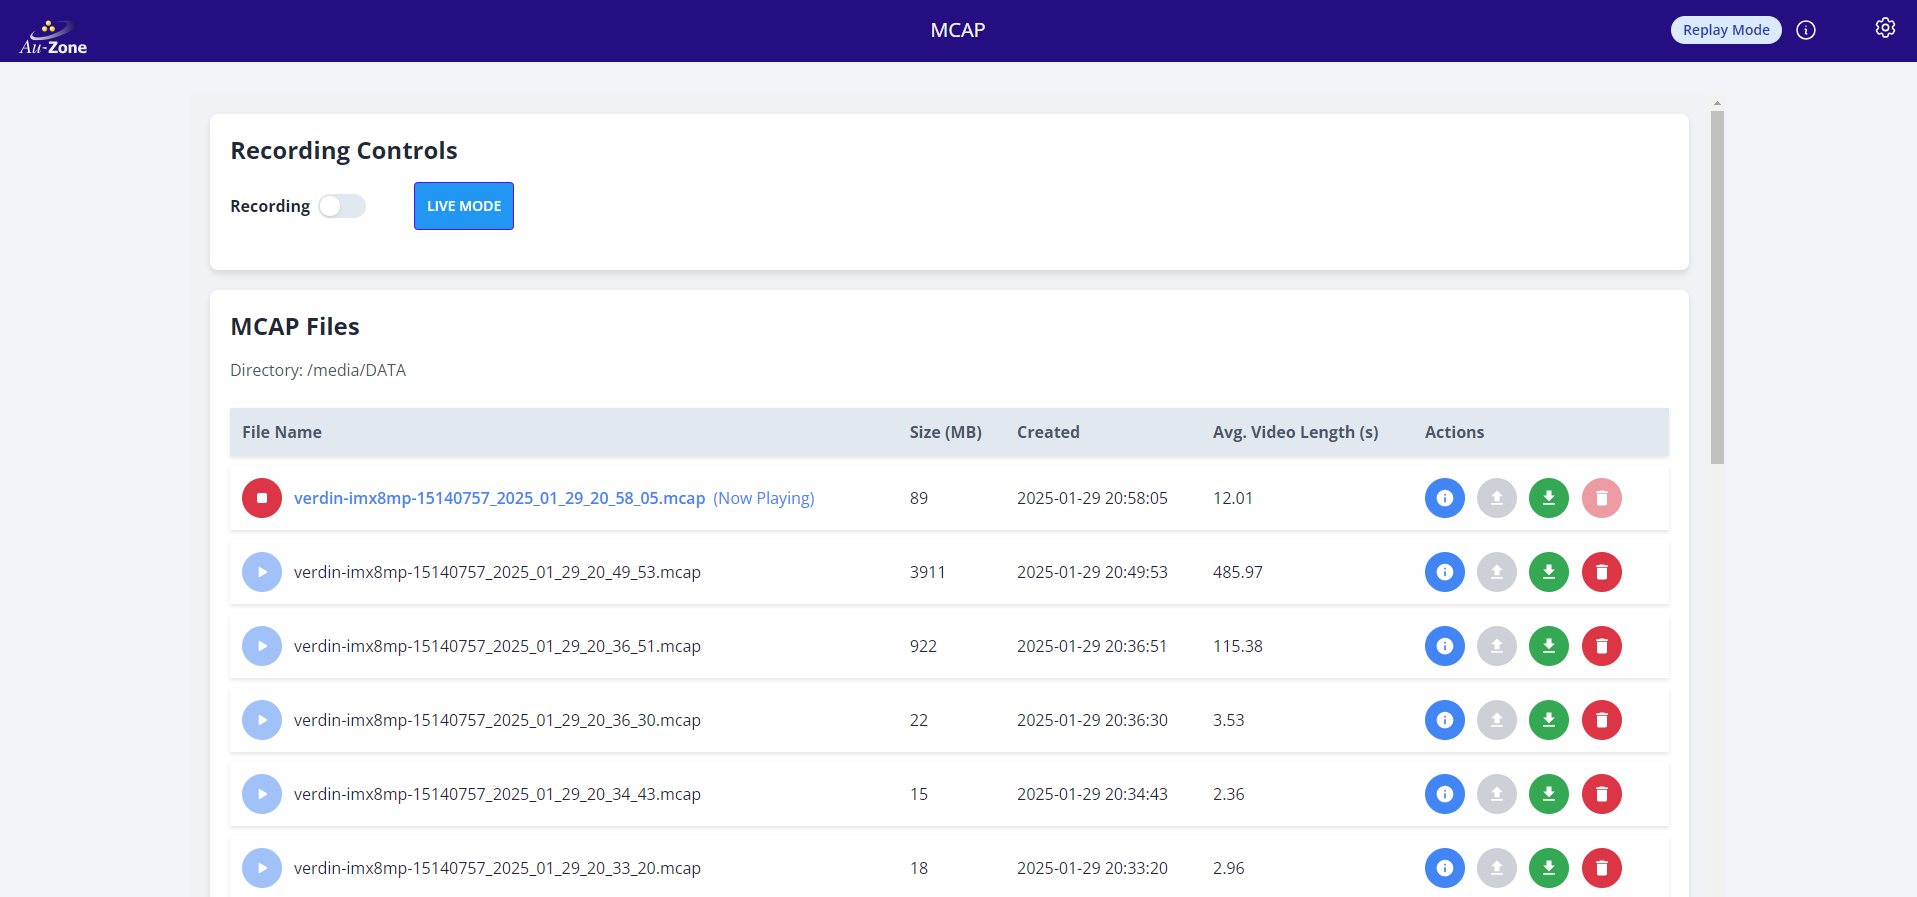 Au-Zone
MCAP
Replay Mode
Recording Controls
Recording
LIVE MODE
MCAP Files
Directory: /media/DATA
File Name Size (MB) Created Avg. Video Length (s) Actions
verdin-imx8mp-15140757_2025_01_29_20_58_05.mcap (Now Playing) 89 2025-01-29 20:58:05 12.01
verdin-imx8mp-15140757_2025_01_29_20_49_53.mcap 3911 2025-01-29 20:49:53 485.97
verdin-imx8mp-15140757_2025_01_29_20_36_51.mcap 922 2025-01-29 20:36:51 115.38
verdin-imx8mp-15140757_2025_01_29_20_36_30.mcap 22 2025-01-29 20:36:30 3.53
verdin-imx8mp-15140757_2025_01_29_20_34_43.mcap 15 2025-01-29 20:34:43 2.36
verdin-imx8mp-15140757_2025_01_29_20_33_20.mcap 18 2025-01-29 20:33:20 2.96